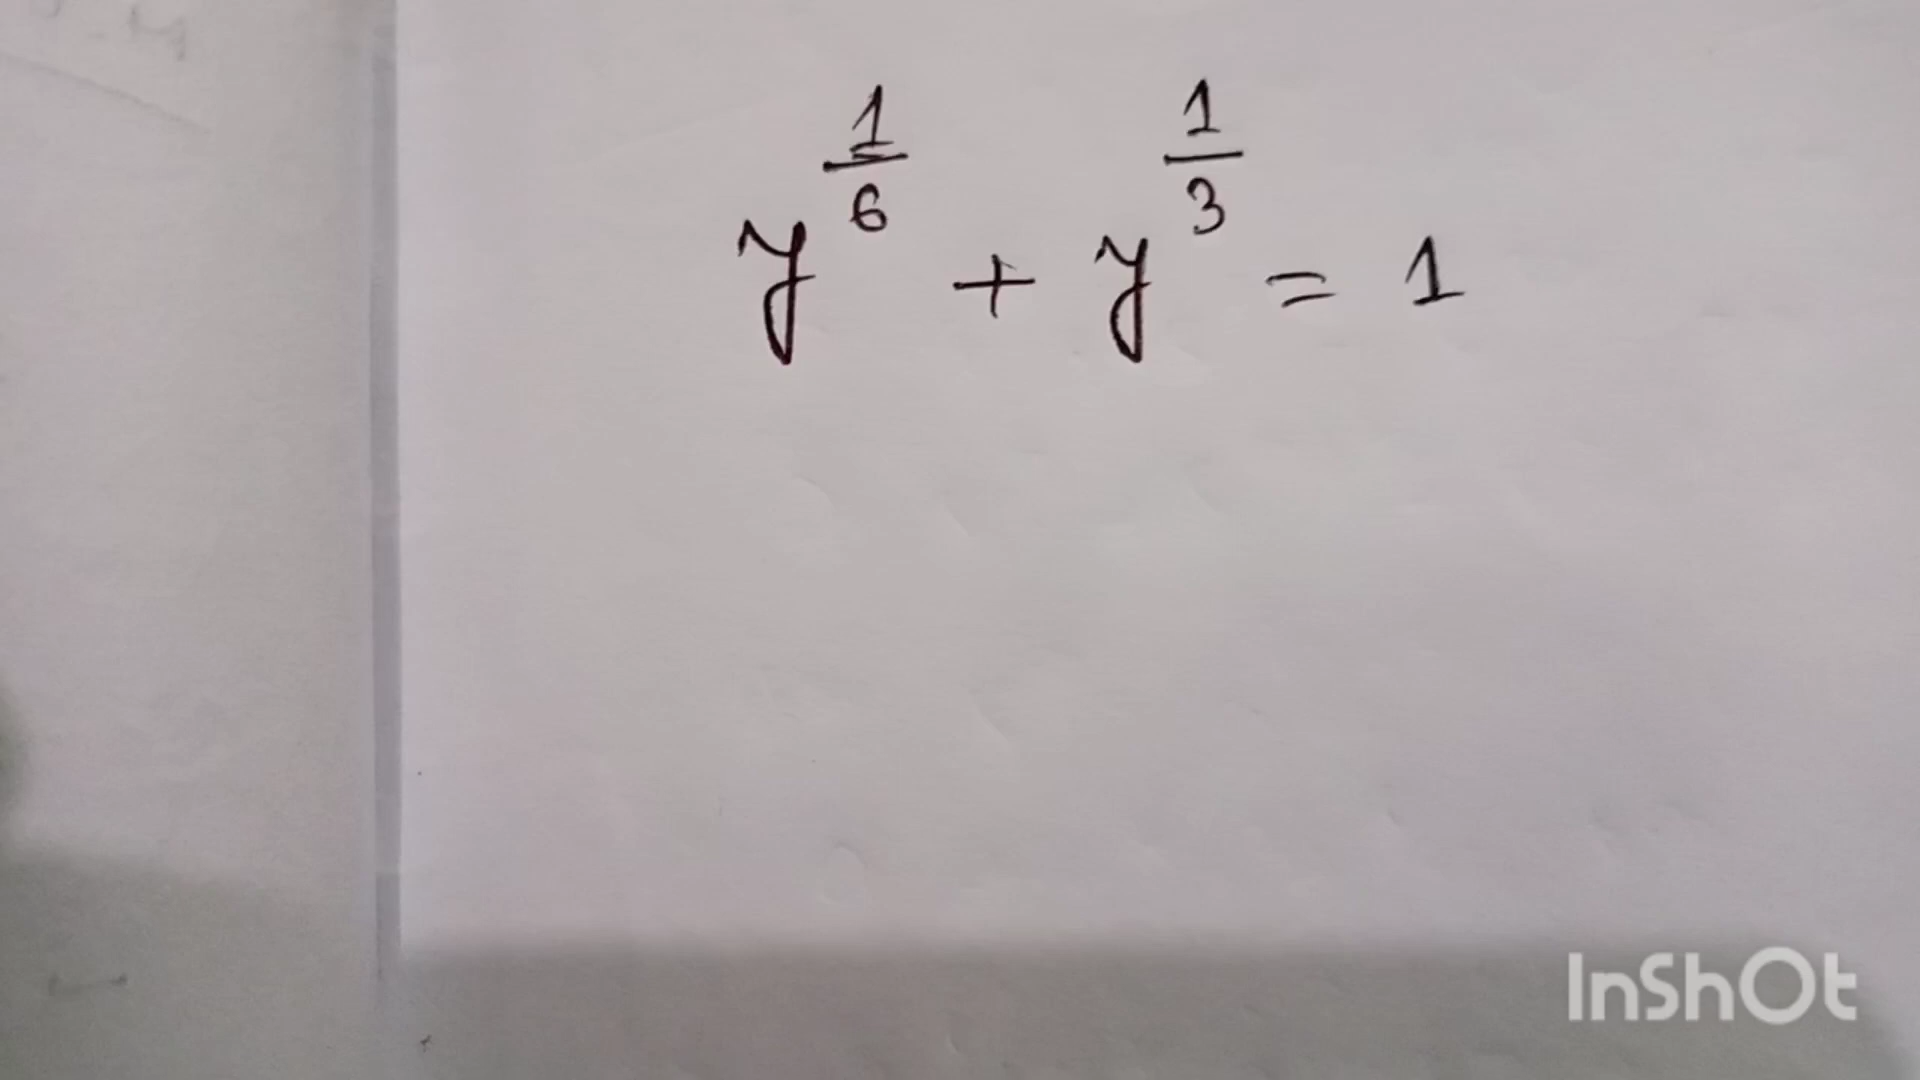 y^{1/6} + y^{1/3} = 1
InShOt